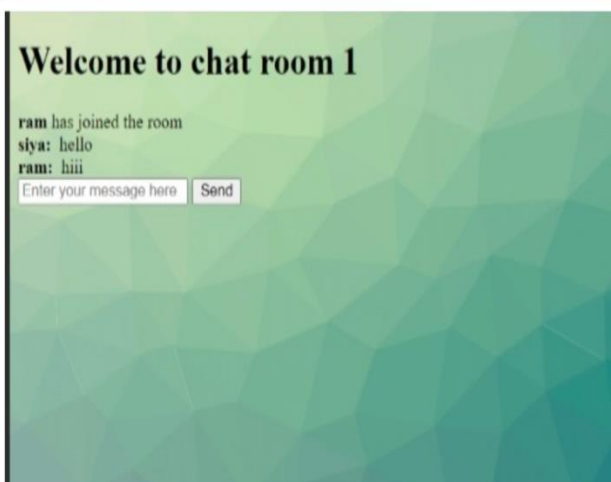 Welcome to chat room 1
ram has joined the room
siya: hello
ram: hiii
Enter your message here Send